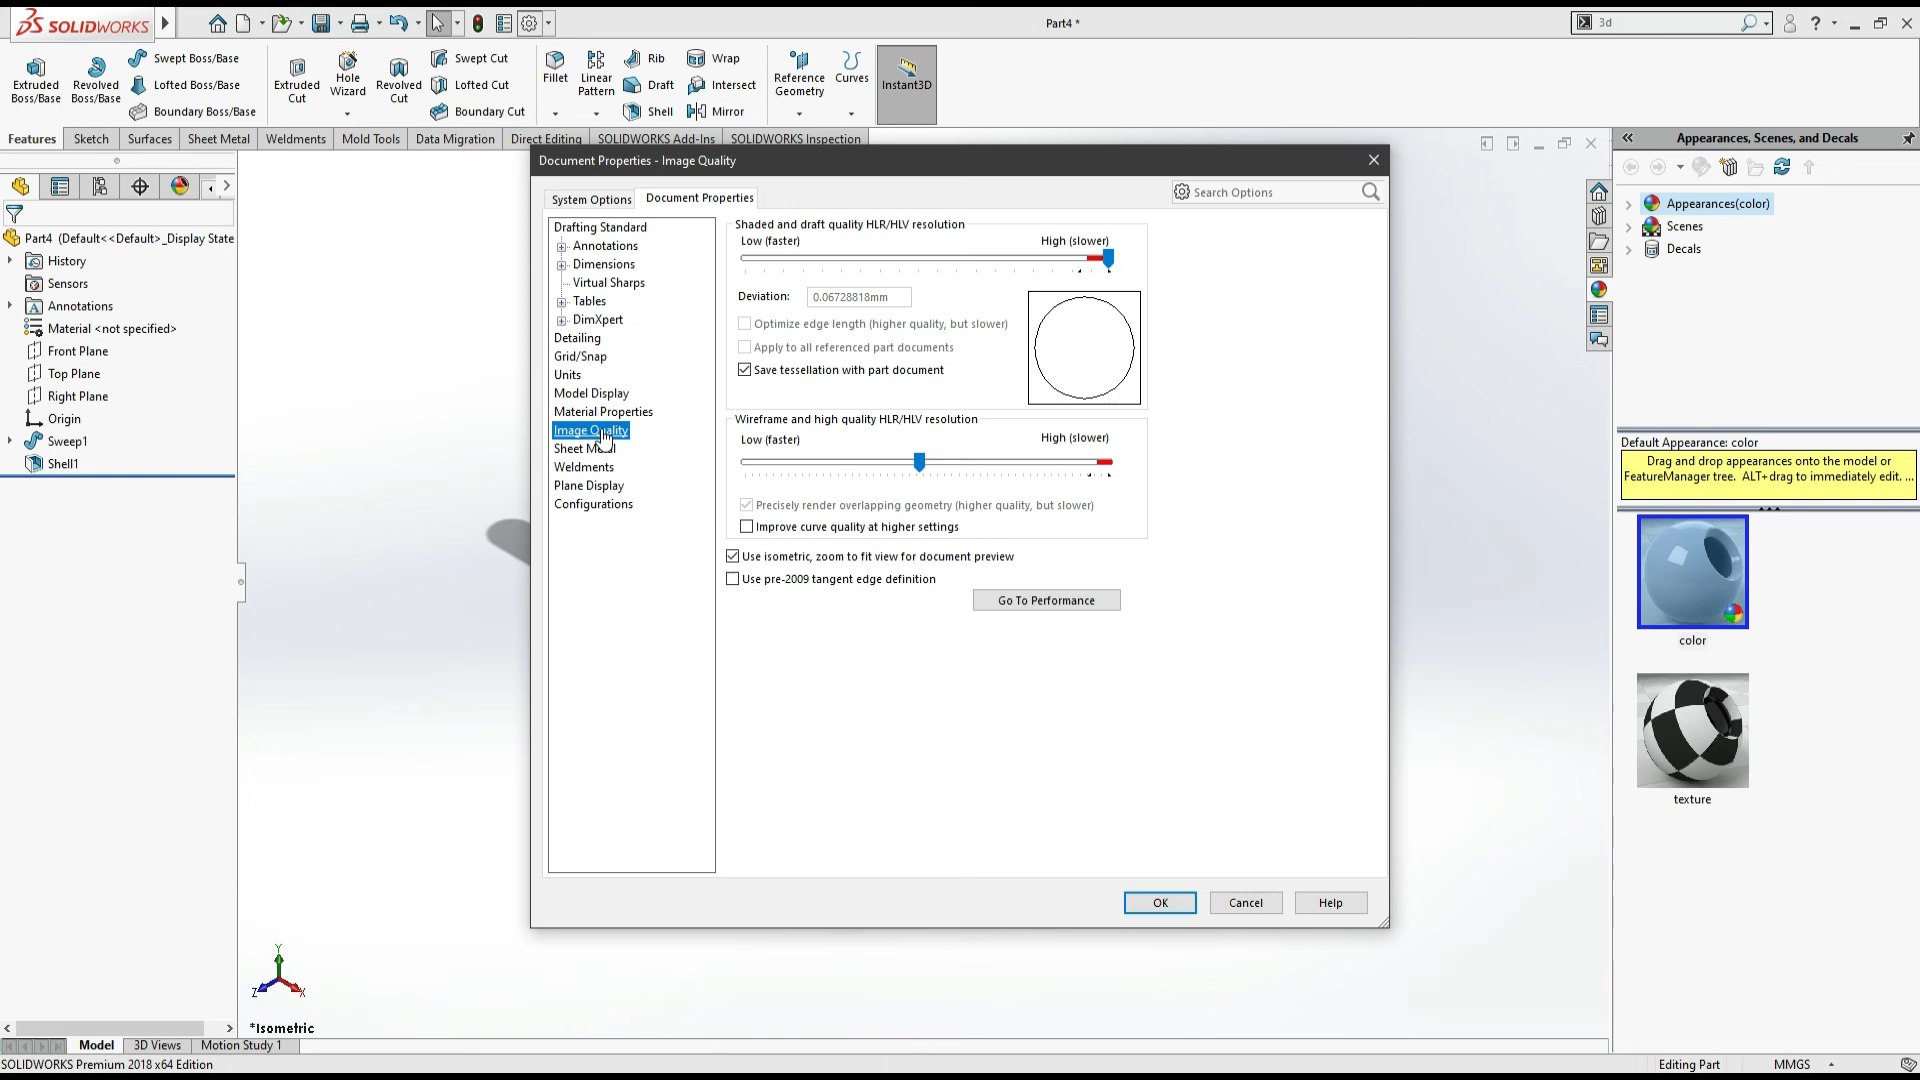 SOLIDWORKS
Part4 *
3d
Extruded Boss/Base
Revolved Boss/Base
Swept Boss/Base
Lofted Boss/Base
Boundary Boss/Base
Extruded Cut
Hole Wizard
Revolved Cut
Swept Cut
Lofted Cut
Boundary Cut
Fillet
Linear Pattern
Rib
Draft
Shell
Wrap
Intersect
Mirror
Reference Geometry
Curves
Instant3D
Features
Sketch
Surfaces
Sheet Metal
Weldments
Mold Tools
Data Migration
Direct Editing
SOLIDWORKS Add-Ins
SOLIDWORKS Inspection
Part4 (Default<<Default>_Display State
History
Sensors
Annotations
Material <not specified>
Front Plane
Top Plane
Right Plane
Origin
Sweep1
Shell1
Document Properties - Image Quality
System Options
Document Properties
Search Options
Drafting Standard
Annotations
Dimensions
Virtual Sharps
Tables
DimXpert
Detailing
Grid/Snap
Units
Model Display
Material Properties
Image Quality
Sheet Metal
Weldments
Plane Display
Configurations
Shaded and draft quality HLR/HLV resolution
Low (faster)
High (slower)
Deviation:
0.06728818mm
Optimize edge length (higher quality, but slower)
Apply to all referenced part documents
Save tessellation with part document
Wireframe and high quality HLR/HLV resolution
Low (faster)
High (slower)
Precisely render overlapping geometry (higher quality, but slower)
Improve curve quality at higher settings
Use isometric, zoom to fit view for document preview
Use pre-2009 tangent edge definition
Go To Performance
OK
Cancel
Help
Appearances, Scenes, and Decals
Appearances(color)
Scenes
Decals
Default Appearance: color
Drag and drop appearances onto the model or
FeatureManager tree. ALT+drag to immediately edit. ...
color
texture
Y
Z
X
*Isometric
Model
3D Views
Motion Study 1
SOLIDWORKS Premium 2018 x64 Edition
Editing Part
MMGS